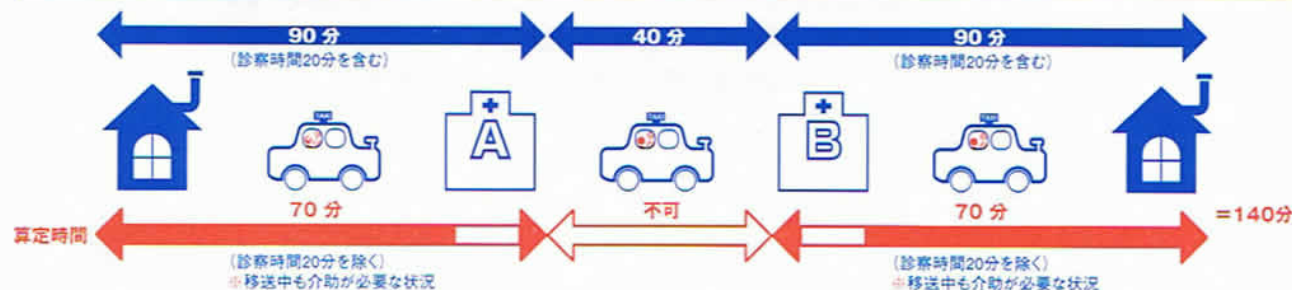 90分
40分
90分
(診察時間20分を含む)
(診察時間20分を含む)
TAXI
A
TAXI
B
TAXI
70分
不可
70分
=140分
算定時間
(診察時間20分を除く)
(診察時間20分を除く)
※移送中も介助が必要な状況
※移送中も介助が必要な状況